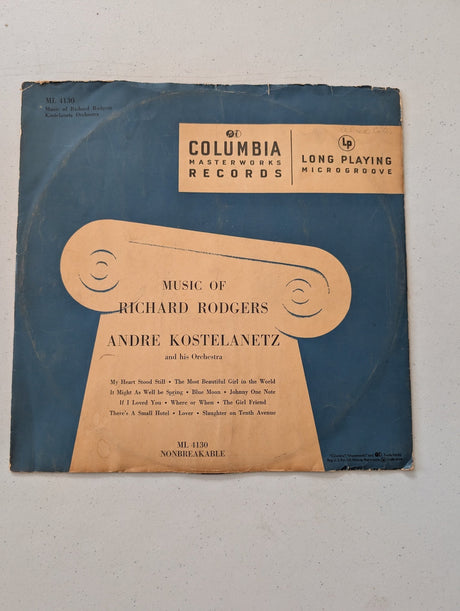 ML 4130
Music of Richard Rodgers
Kostelanetz Orchestra
COLUMBIA
MASTERWORKS
RECORDS
Lp
LONG PLAYING
MICROGROOVE
MUSIC OF
RICHARD RODGERS
ANDRE KOSTELANETZ
and his Orchestra
My Heart Stood Still • The Most Beautiful Girl in the World
It Might As Well be Spring • Blue Moon • Johnny One Note
If I Loved You • Where or When • The Girl Friend
There's A Small Hotel • Lover • Slaughter on Tenth Avenue
ML 4130
NONBREAKABLE